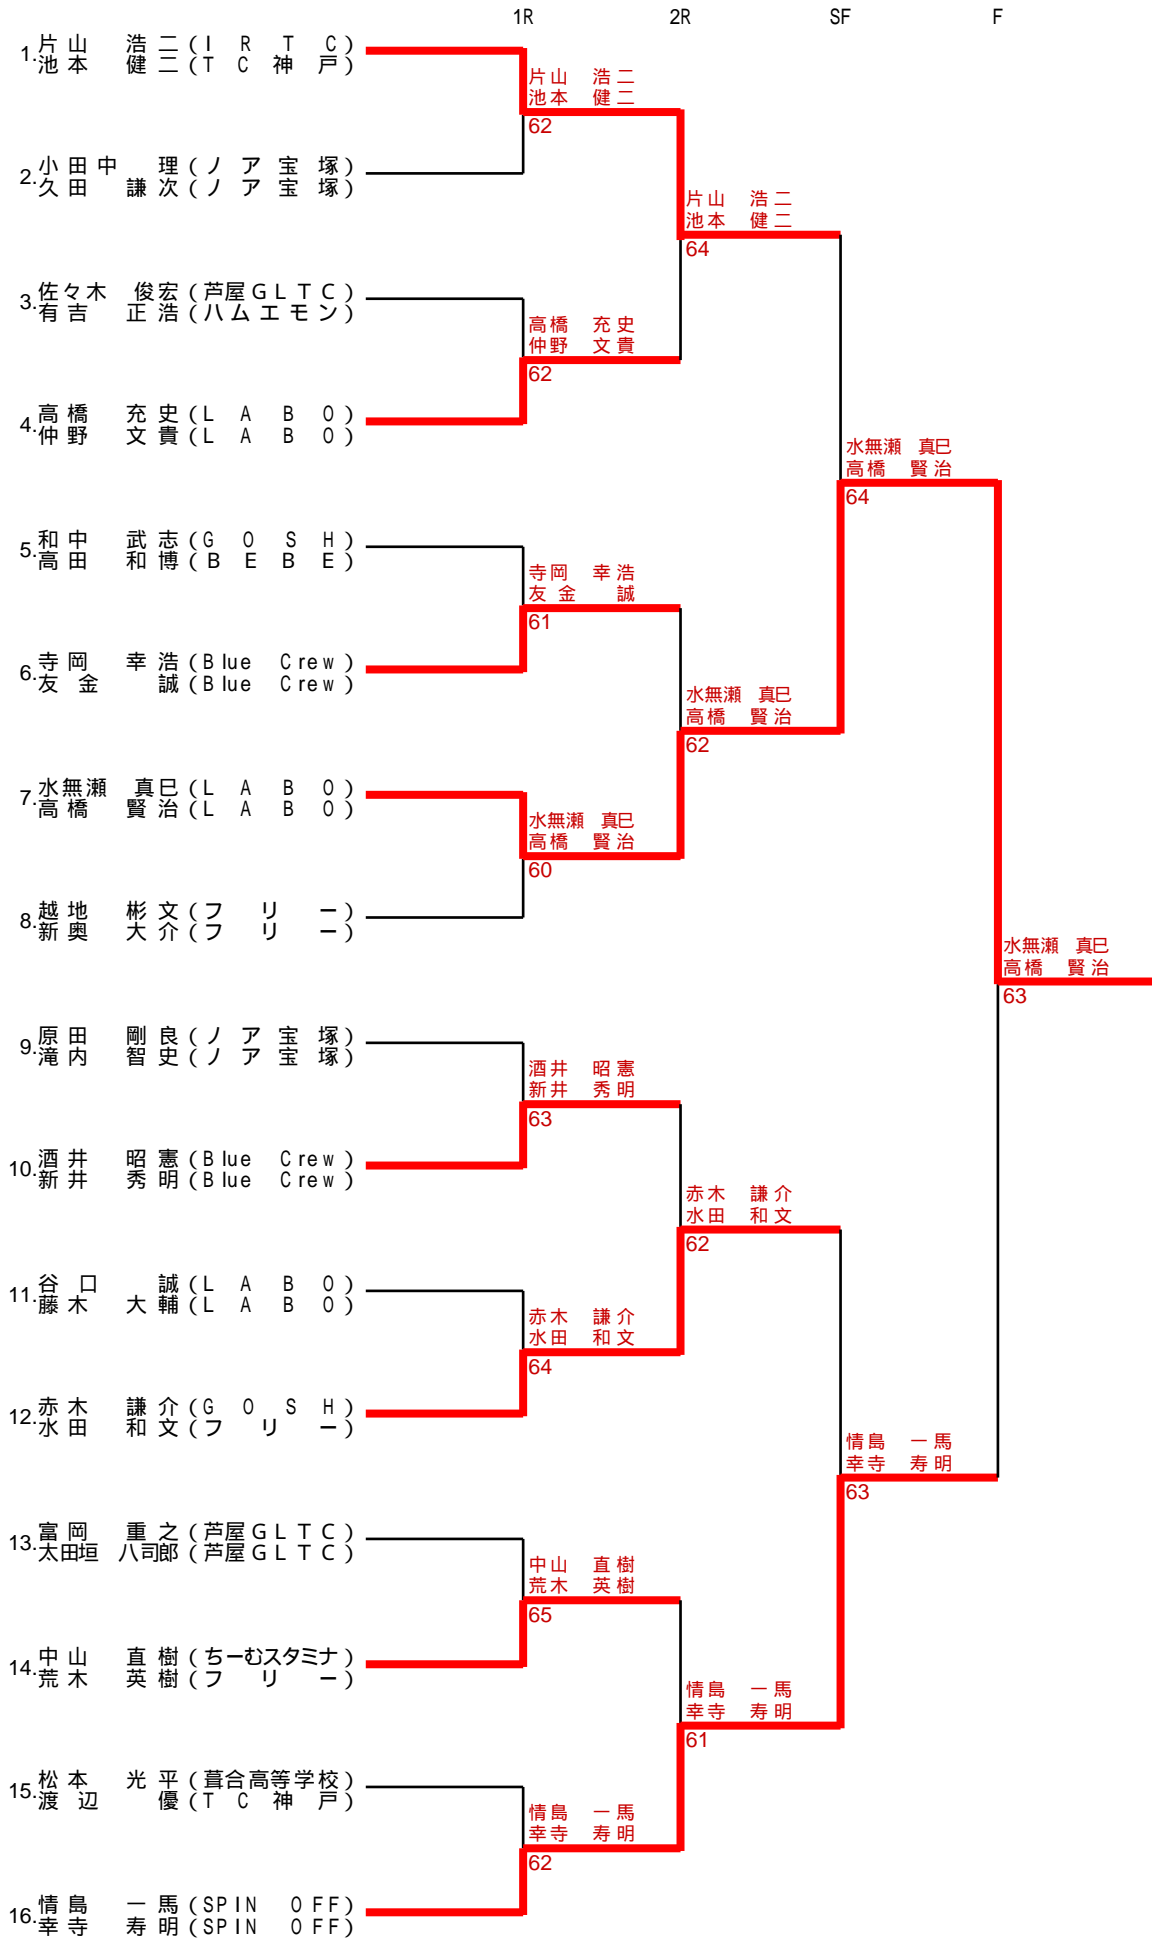 1R 2R SF F
1. 片山 浩二 (IRTC)
池本 健二 (TC神戸)
片山 浩二
池本 健二
62
2. 小田中 理 (ノア宝塚)
久田 謙次 (ノア宝塚)
片山 浩二
池本 健二
64
3. 佐々木 俊宏 (芦屋GLTC)
有吉 正浩 (ハムエモン)
高橋 充史
仲野 文貴
62
4. 高橋 充史 (LABO)
仲野 文貴 (LABO)
水無瀬 真巳
高橋 賢治
64
5. 和中 武志 (GOSH)
高田 和博 (BEBE)
寺岡 幸浩
友金 誠
61
6. 寺岡 幸浩 (Blue Crew)
友金 誠 (Blue Crew)
水無瀬 真巳
高橋 賢治
62
7. 水無瀬 真巳 (LABO)
高橋 賢治 (LABO)
水無瀬 真巳
高橋 賢治
60
8. 越地 彬文 (フリー)
新奥 大介 (フリー)
水無瀬 真巳
高橋 賢治
63
9. 原田 剛良 (ノア宝塚)
滝内 智史 (ノア宝塚)
酒井 昭憲
新井 秀明
63
10. 酒井 昭憲 (Blue Crew)
新井 秀明 (Blue Crew)
赤木 謙介
水田 和文
62
11. 谷口 誠 (LABO)
藤木 大輔 (LABO)
赤木 謙介
水田 和文
64
12. 赤木 謙介 (GOSH)
水田 和文 (フリー)
情島 一馬
幸寺 寿明
63
13. 富岡 重之 (芦屋GLTC)
太田垣 八司郎 (芦屋GLTC)
中山 直樹
荒木 英樹
65
14. 中山 直樹 (ちーむスタミナ)
荒木 英樹 (フリー)
情島 一馬
幸寺 寿明
61
15. 松本 光平 (葺合高等学校)
渡辺 優 (TC神戸)
情島 一馬
幸寺 寿明
62
16. 情島 一馬 (SPIN OFF)
幸寺 寿明 (SPIN OFF)